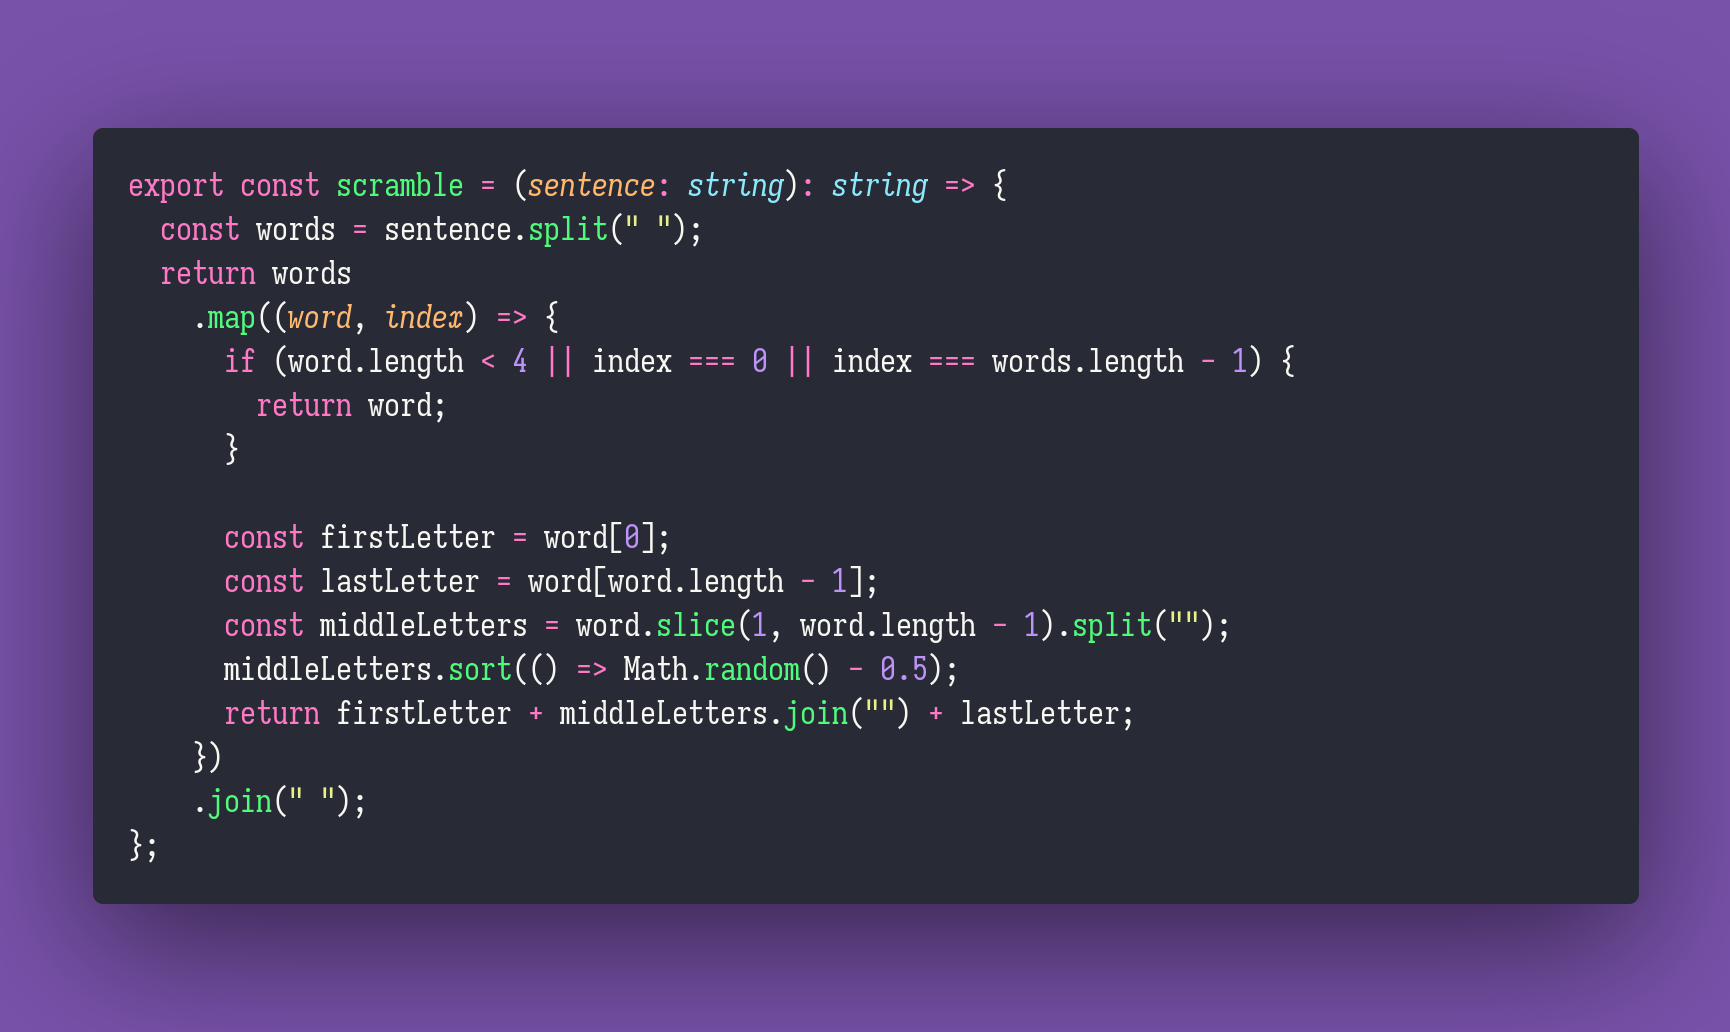 export const scramble = (sentence: string): string => {
  const words = sentence.split(" ");
  return words
    .map((word, index) => {
      if (word.length < 4 || index === 0 || index === words.length - 1) {
        return word;
      }

      const firstLetter = word[0];
      const lastLetter = word[word.length - 1];
      const middleLetters = word.slice(1, word.length - 1).split("");
      middleLetters.sort(() => Math.random() - 0.5);
      return firstLetter + middleLetters.join("") + lastLetter;
    })
    .join(" ");
};